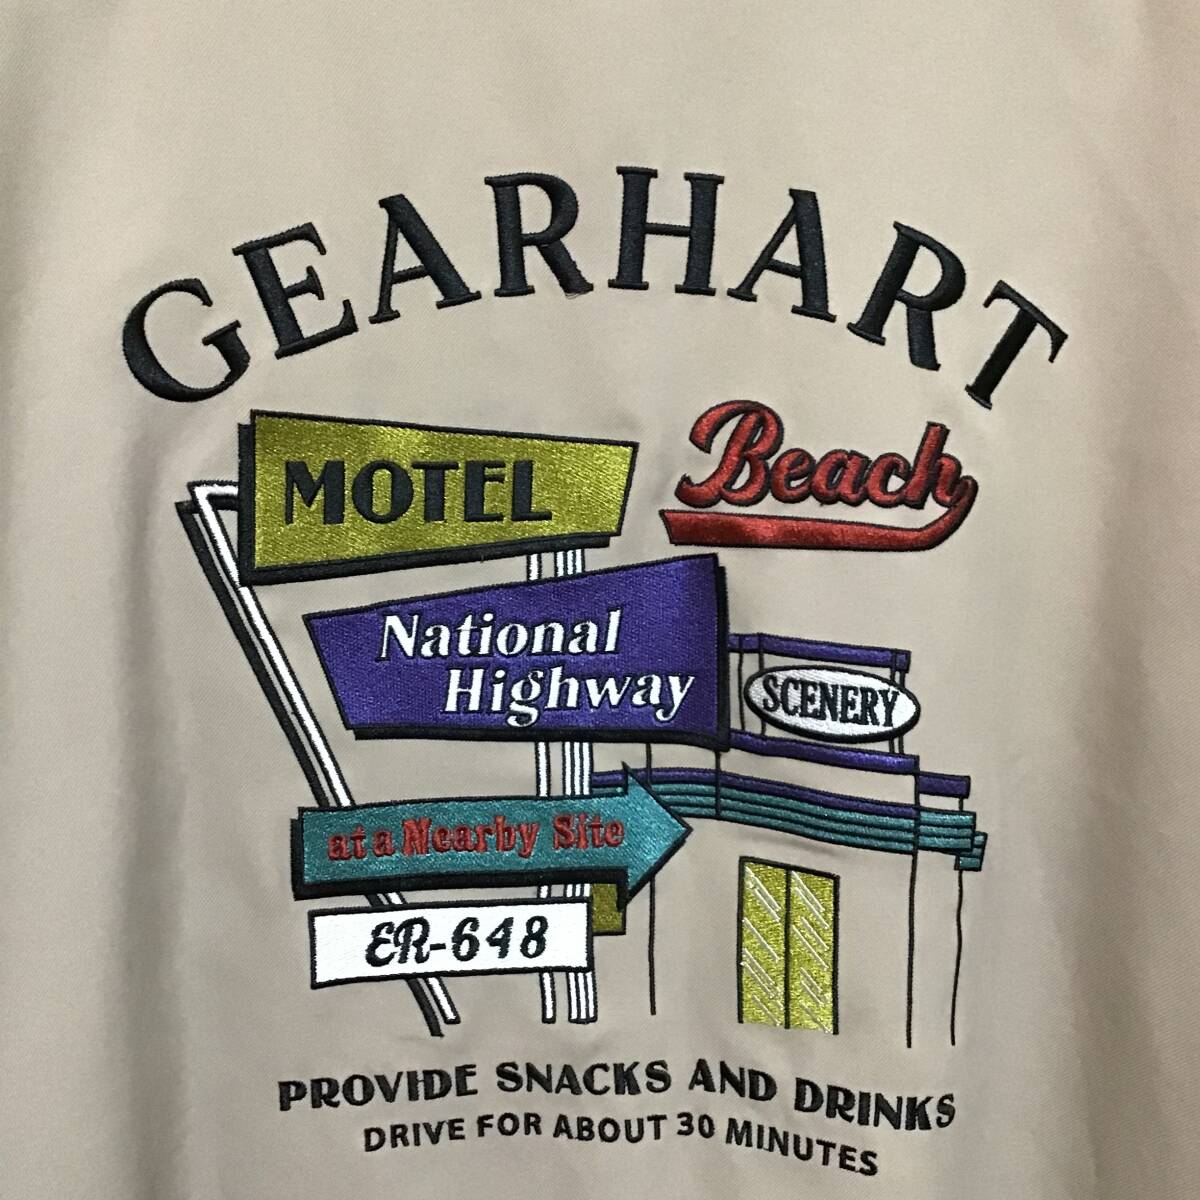 GEARHART
MOTEL
Beach
National
Highway
SCENERY
at a Nearby Site
ER-648
PROVIDE SNACKS AND DRINKS
DRIVE FOR ABOUT 30 MINUTES